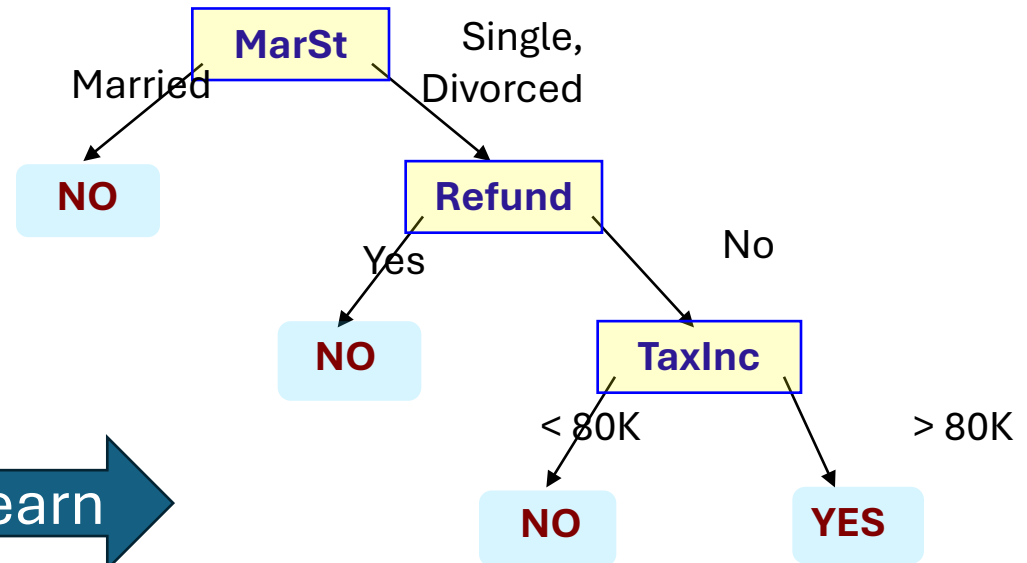 MarSt
Single,
Married
Divorced
NO
Refund
No
Yes
NO
TaxInc
< 80K
> 80K
earn
NO
YES